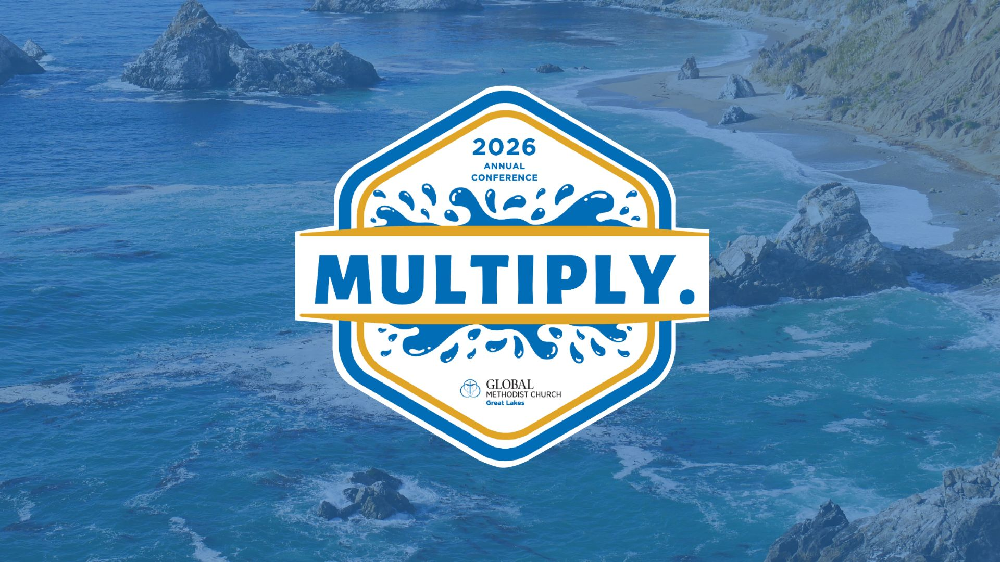 2026
ANNUAL
CONFERENCE
MULTIPLY.
GLOBAL
METHODIST CHURCH
Great Lakes